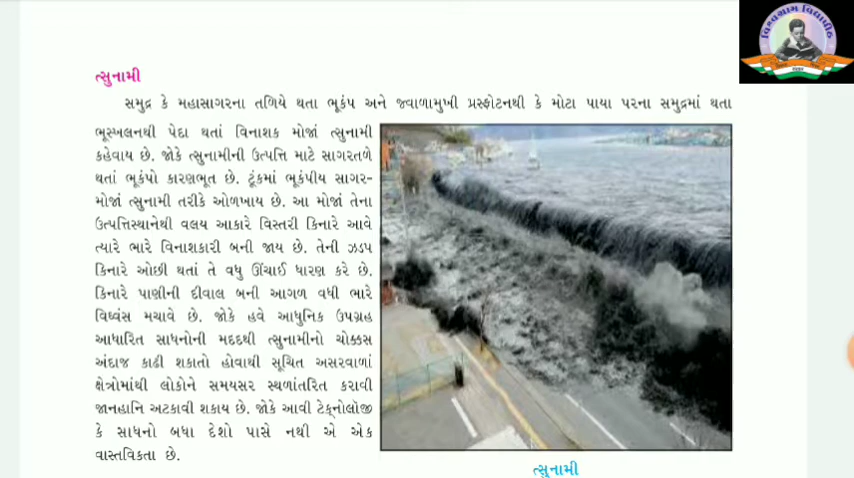 ત્સુનામી
સમુદ્ર કે મહાસાગરના તળિયે થતા ભૂકંપ અને જ્વાળામુખી પ્રસ્ફોટનથી કે મોટા પાયા પરના સમુદ્રમાં થતા
ભૂસ્ખલનથી પેદા થતાં વિનાશક મોજાં ત્સુનામી
કહેવાય છે. જોકે ત્સુનામીની ઉત્પત્તિ માટે સાગરતળે
થતાં ભૂકંપો કારણભૂત છે. ટૂંકમાં ભૂકંપીય સાગર-
મોજાં ત્સુનામી તરીકે ઓળખાય છે. આ મોજાં તેના
ઉત્પત્તિસ્થાનેથી વલય આકારે વિસ્તરી કિનારે આવે
ત્યારે ભારે વિનાશકારી બની જાય છે. તેની ઝડપ
કિનારે ઓછી થતાં તે વધુ ઊંચાઈ ધારણ કરે છે.
કિનારે પાણીની દીવાલ બની આગળ વધી ભારે
વિધ્વંસ મચાવે છે. જોકે હવે આધુનિક ઉપગ્રહ
આધારિત સાધનોની મદદથી ત્સુનામીનો ચોક્કસ
અંદાજ કાઢી શકાતો હોવાથી સૂચિત અસરવાળાં
ક્ષેત્રોમાંથી લોકોને સમયસર સ્થળાંતરિત કરાવી
જાનહાનિ અટકાવી શકાય છે. જોકે આવી ટેક્નોલૉજી
કે સાધનો બધા દેશો પાસે નથી એ એક
વાસ્તવિકતા છે.
ત્સુનામી
વિશ્વગ્રામ વિદ્યાપીઠ